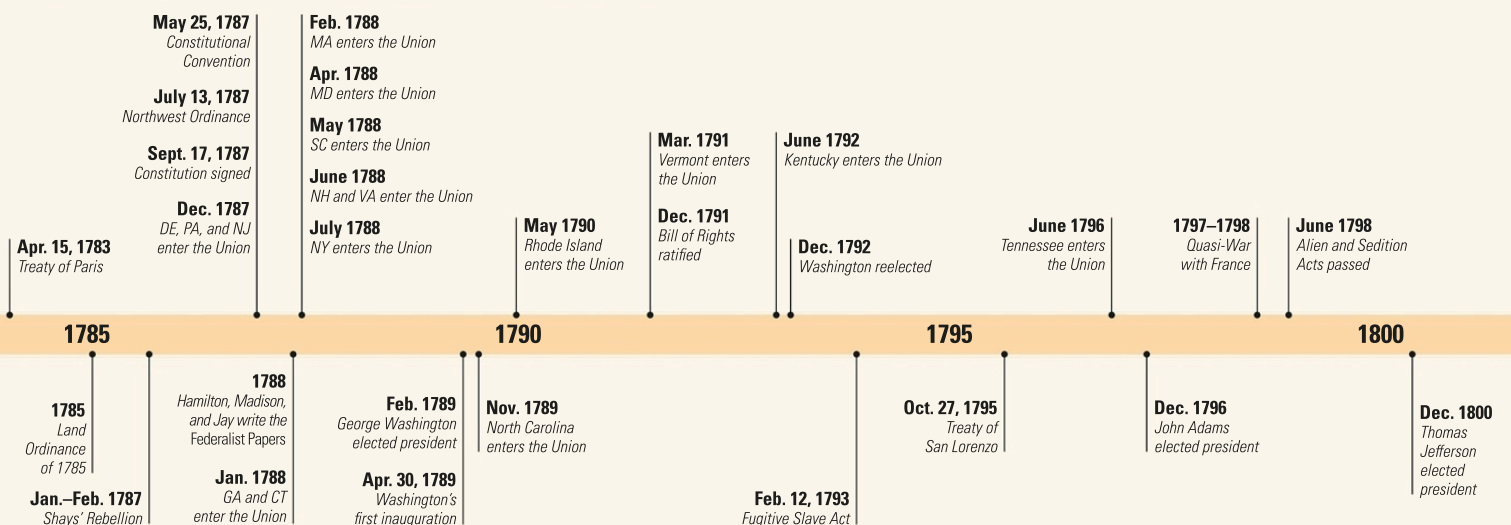 May 25, 1787
Constitutional
Convention
July 13, 1787
Northwest Ordinance
Sept. 17, 1787
Constitution signed
Dec. 1787
DE, PA, and NJ
enter the Union
Apr. 15, 1783
Treaty of Paris
Feb. 1788
MA enters the Union
Apr. 1788
MD enters the Union
May 1788
SC enters the Union
June 1788
NH and VA enter the Union
July 1788
NY enters the Union
May 1790
Rhode Island
enters the Union
Mar. 1791
Vermont enters
the Union
Dec. 1791
Bill of Rights
ratified
June 1792
Kentucky enters the Union
Dec. 1792
Washington reelected
June 1796
Tennessee enters
the Union
1797–1798
Quasi-War
with France
June 1798
Alien and Sedition
Acts passed
1785
1790
1795
1800
1785
Land
Ordinance
of 1785
Jan.–Feb. 1787
Shays’ Rebellion
1788
Hamilton, Madison,
and Jay write the
Federalist Papers
Jan. 1788
GA and CT
enter the Union
Feb. 1789
George Washington
elected president
Apr. 30, 1789
Washington’s
first inauguration
Nov. 1789
North Carolina
enters the Union
Feb. 12, 1793
Fugitive Slave Act
Oct. 27, 1795
Treaty of
San Lorenzo
Dec. 1796
John Adams
elected president
Dec. 1800
Thomas
Jefferson
elected
president